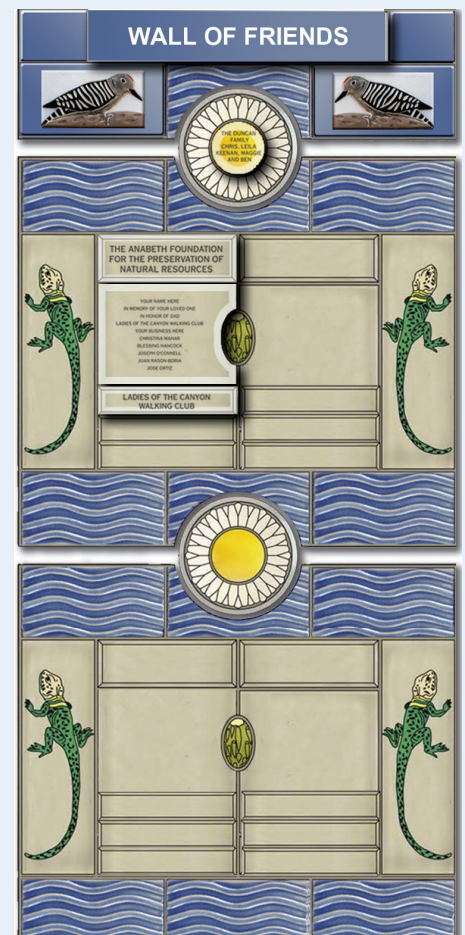 WALL OF FRIENDS
THE DUNCAN
FAMILY
CHRIS, LEILA
KEENAN, MAGGIE
AND BEN
THE ANABETH FOUNDATION
FOR THE PRESERVATION OF
NATURAL RESOURCES
YOUR NAME HERE
IN MEMORY OF YOUR LOVED ONE
IN HONOR OF DAD
LADIES OF THE CANYON WALKING CLUB
YOUR BUSINESS HERE
CHRISTINA MAHAR
BLESSING HANCOCK
JOSEPH O'CONNELL
JUAN RASON-BORIA
JOSE ORTIZ
LADIES OF THE CANYON
WALKING CLUB